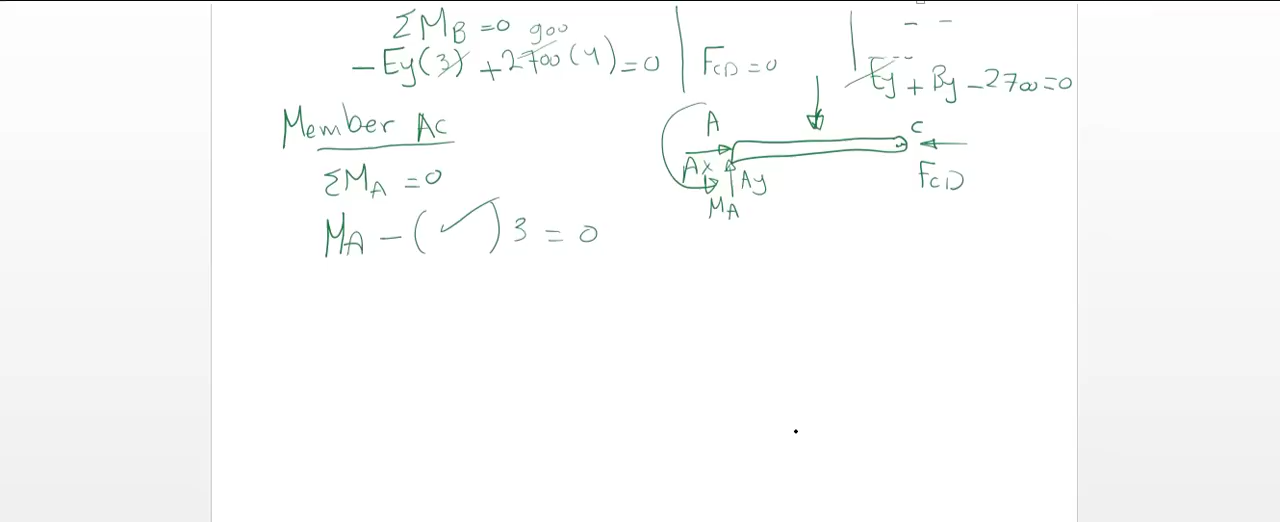 ΣM_B =0 900
-Ey(3)+2700(4)=0
F_CD=0
Ey+By-2700=0
Member AC
ΣM_A =0
M_A-( )3=0
A
C
Ax
Ay
M_A
F_CD